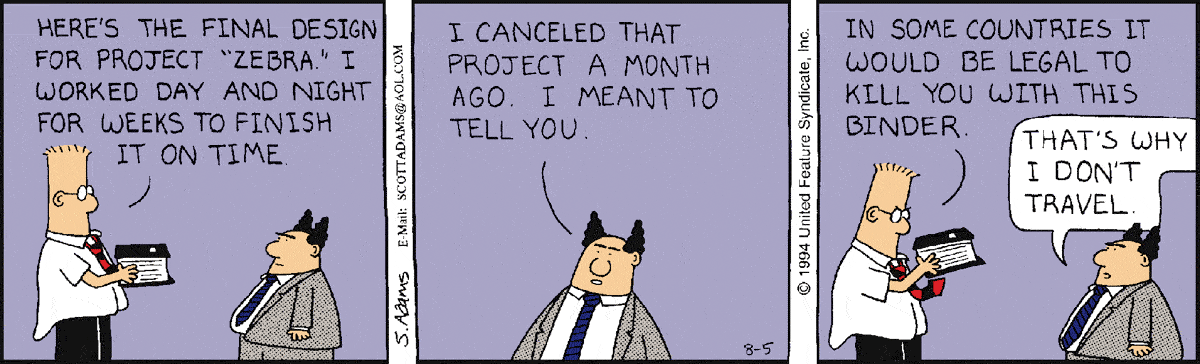 HERE'S THE FINAL DESIGN
FOR PROJECT "ZEBRA." I
WORKED DAY AND NIGHT
FOR WEEKS TO FINISH
IT ON TIME.
S. Adams E-Mail: SCOTTADAMS@AOL.COM
I CANCELED THAT
PROJECT A MONTH
AGO. I MEANT TO
TELL YOU.
8-5
© 1994 United Feature Syndicate, Inc.
IN SOME COUNTRIES IT
WOULD BE LEGAL TO
KILL YOU WITH THIS
BINDER.
THAT'S WHY
I DON'T
TRAVEL.